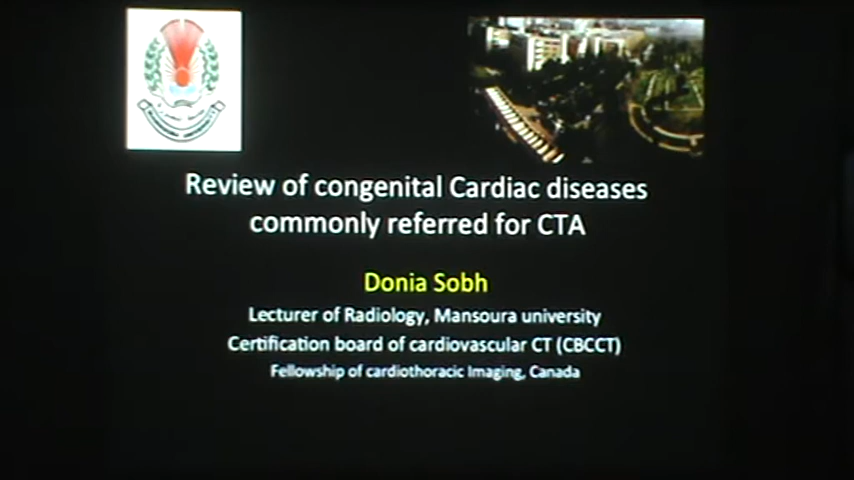 Review of congenital Cardiac diseases
commonly referred for CTA
Donia Sobh
Lecturer of Radiology, Mansoura university
Certification board of cardiovascular CT (CBCCT)
Fellowship of cardiothoracic Imaging, Canada